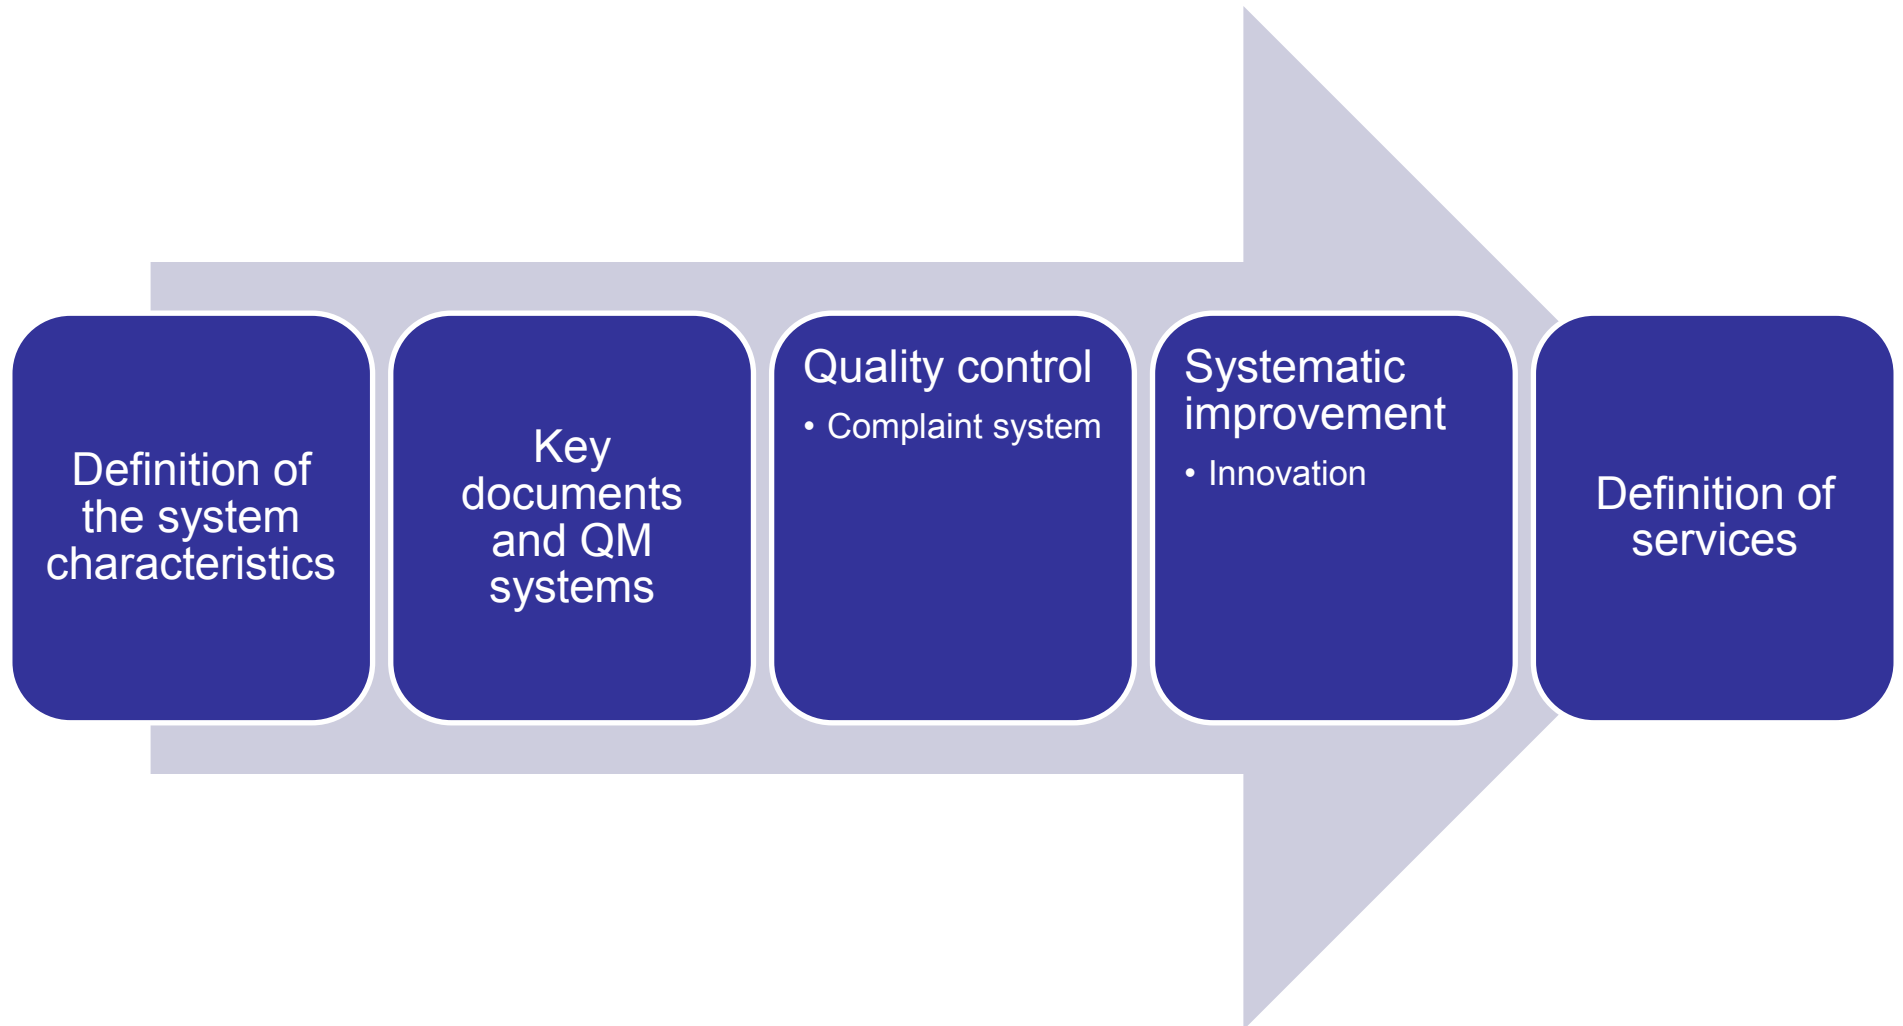 Definition of
the system
characteristics
Key
documents
and QM
systems
Quality control
• Complaint system
Systematic
improvement
• Innovation
Definition of
services